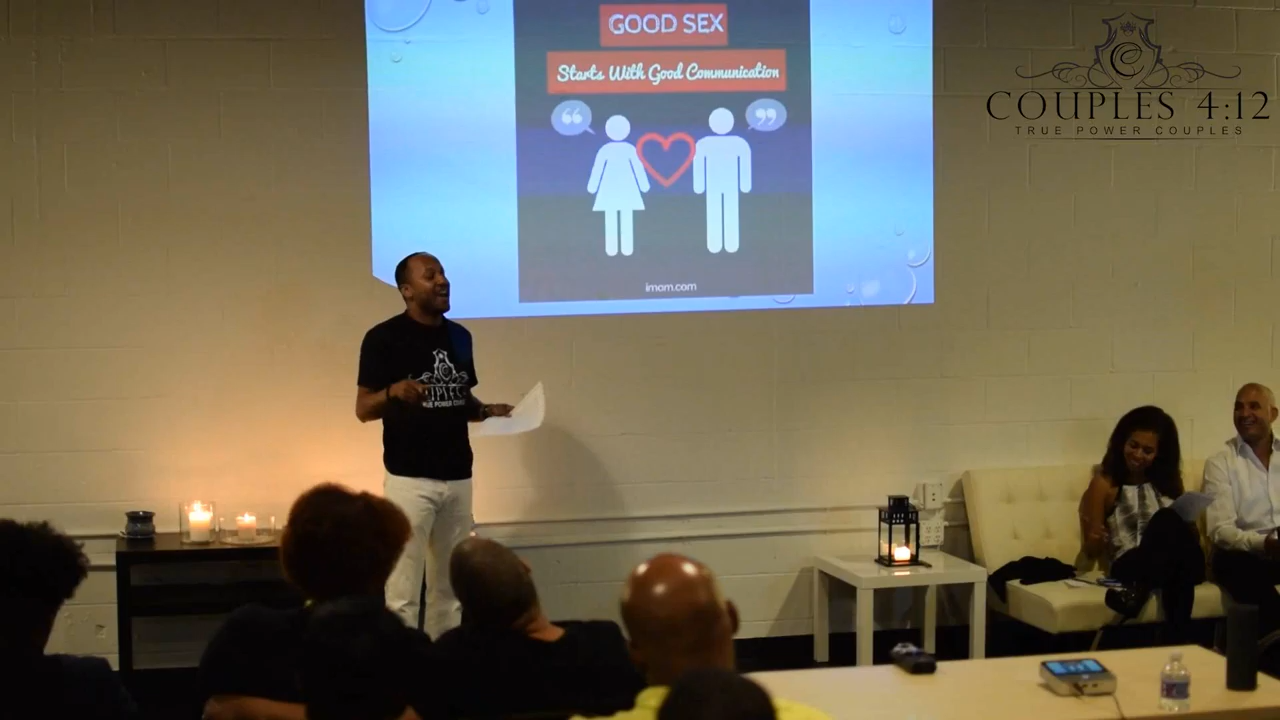 GOOD SEX
Starts With Good Communication
imom.com
COUPLES 4:12
TRUE POWER COUPLES